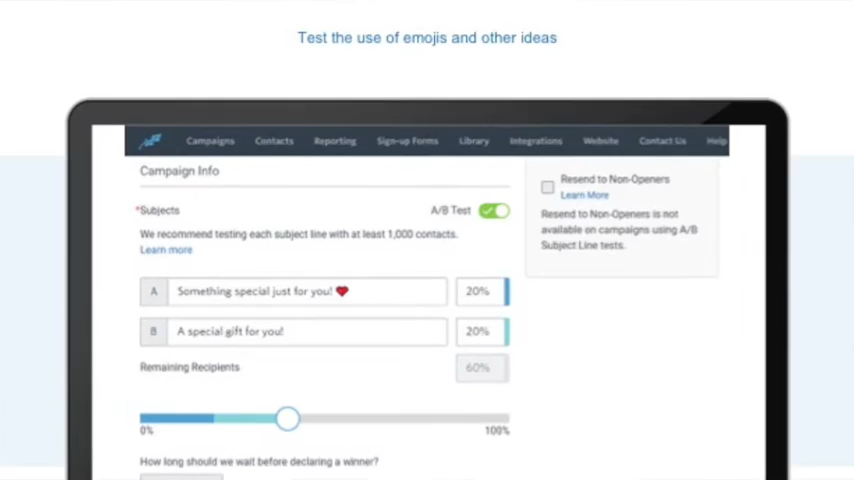 Test the use of emojis and other ideas
Campaigns Contacts Reporting Sign-up Forms Library Integrations Website Contact Us Help
Campaign Info
*Subjects A/B Test
We recommend testing each subject line with at least 1,000 contacts.
Learn more
A Something special just for you! ❤️ 20%
B A special gift for you! 20%
Remaining Recipients 60%
0% 100%
How long should we wait before declaring a winner?
Resend to Non-Openers
Learn More
Resend to Non-Openers is not
available on campaigns using A/B
Subject Line tests.